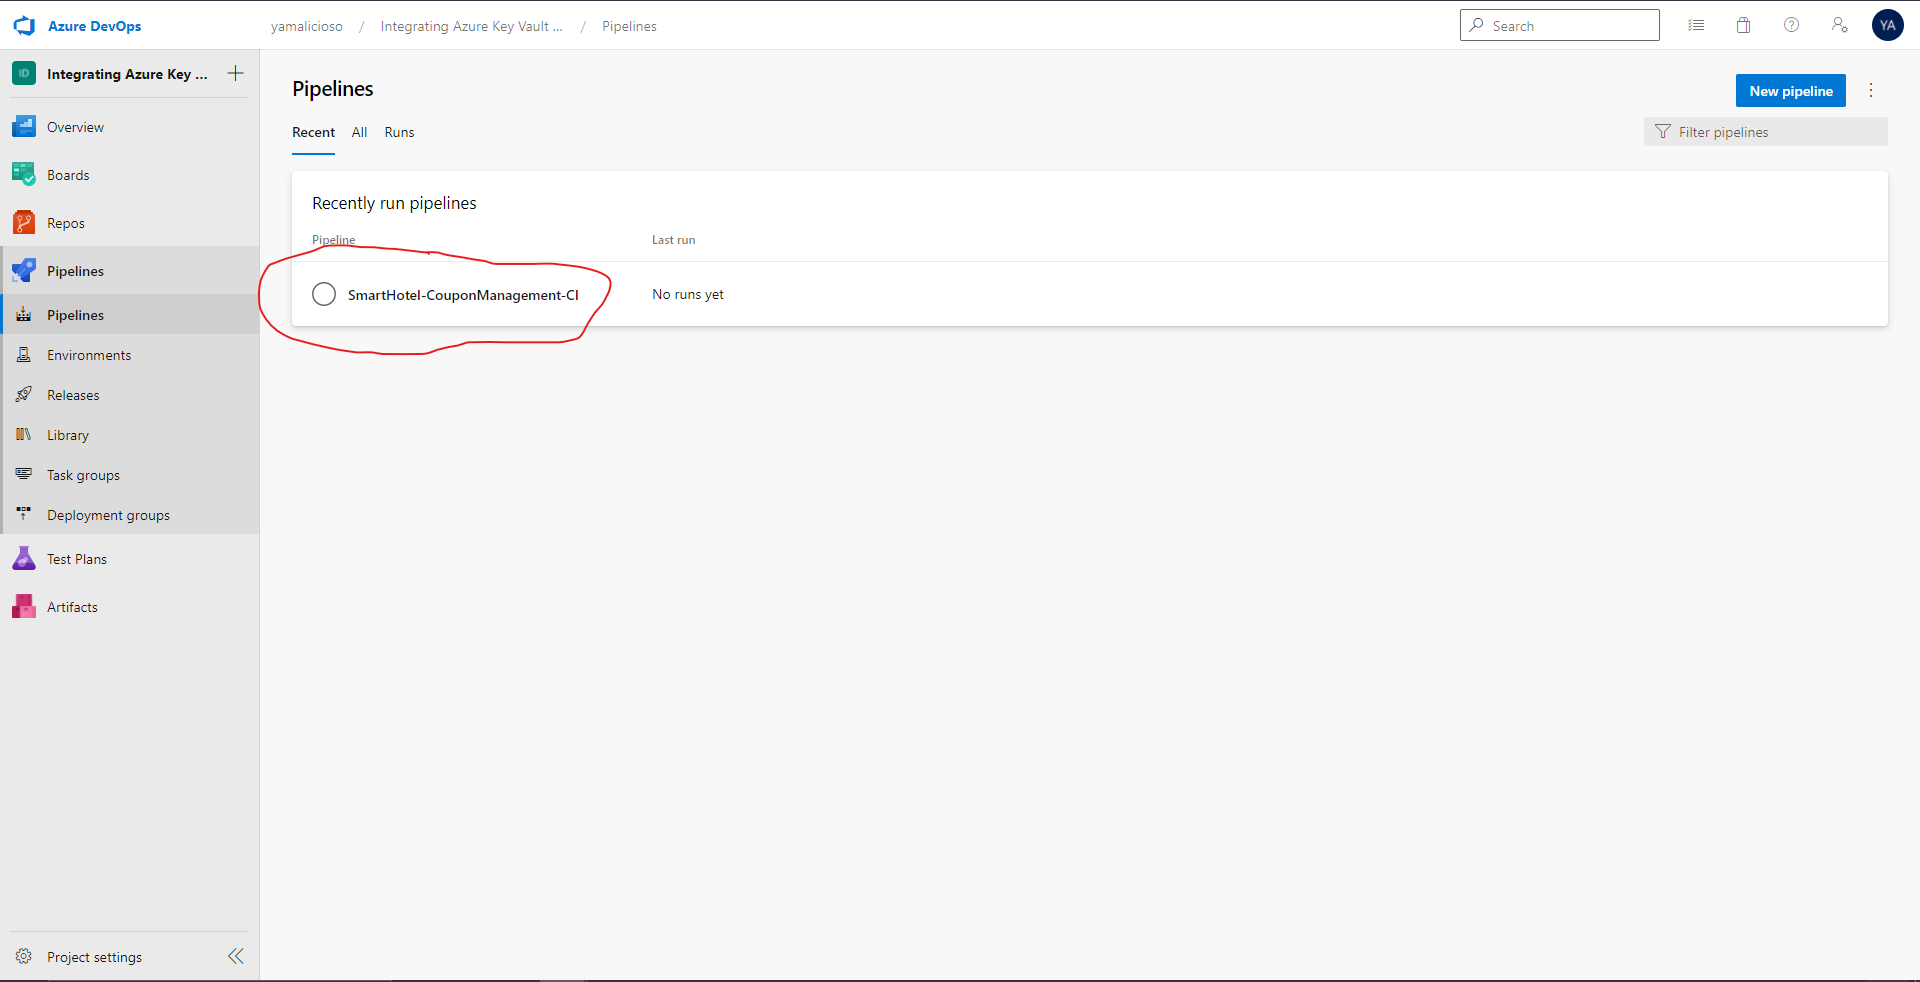 Azure DevOps
yamalicioso / Integrating Azure Key Vault ... / Pipelines
Search
YA
ID
Integrating Azure Key ...
Overview
Boards
Repos
Pipelines
Pipelines
Environments
Releases
Library
Task groups
Deployment groups
Test Plans
Artifacts
Project settings
Pipelines
New pipeline
Recent All Runs
Filter pipelines
Recently run pipelines
Pipeline Last run
SmartHotel-CouponManagement-CI No runs yet